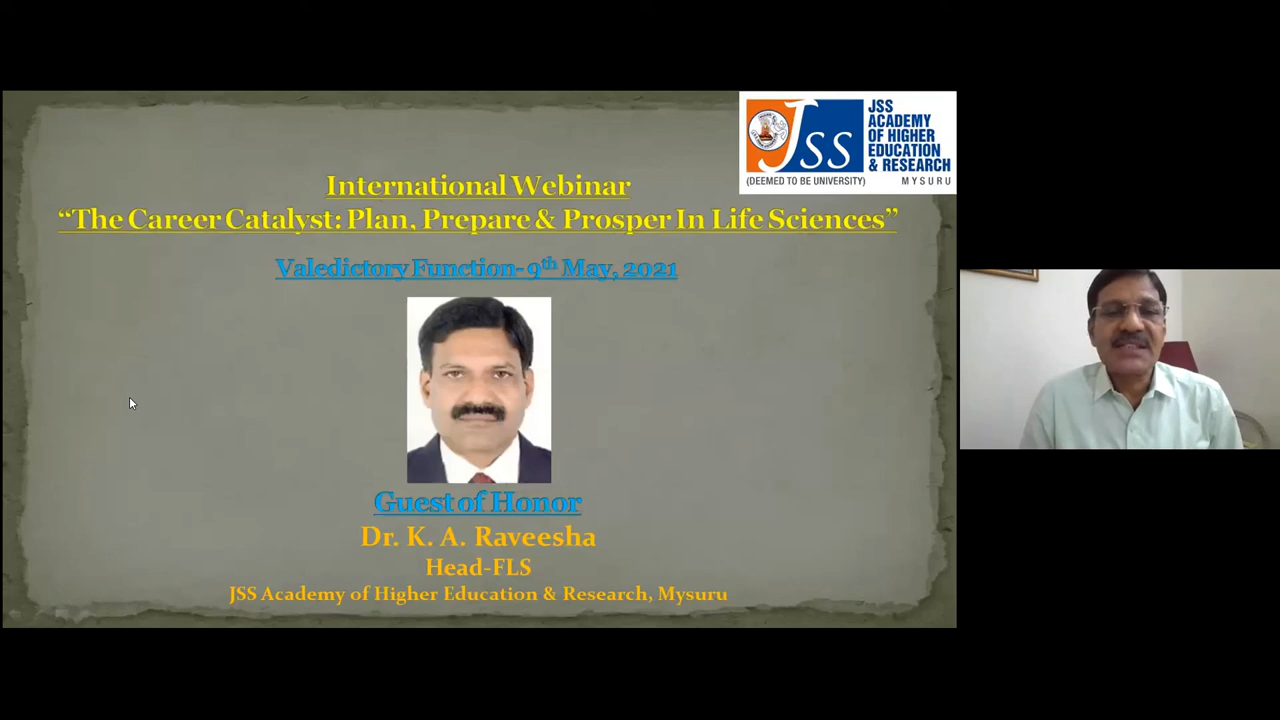 JSS
JSS
ACADEMY
OF HIGHER
EDUCATION
& RESEARCH
(DEEMED TO BE UNIVERSITY) MYSURU
International Webinar
“The Career Catalyst: Plan, Prepare & Prosper In Life Sciences”
Valedictory Function- 9th May, 2021
Guest of Honor
Dr. K. A. Raveesha
Head-FLS
JSS Academy of Higher Education & Research, Mysuru